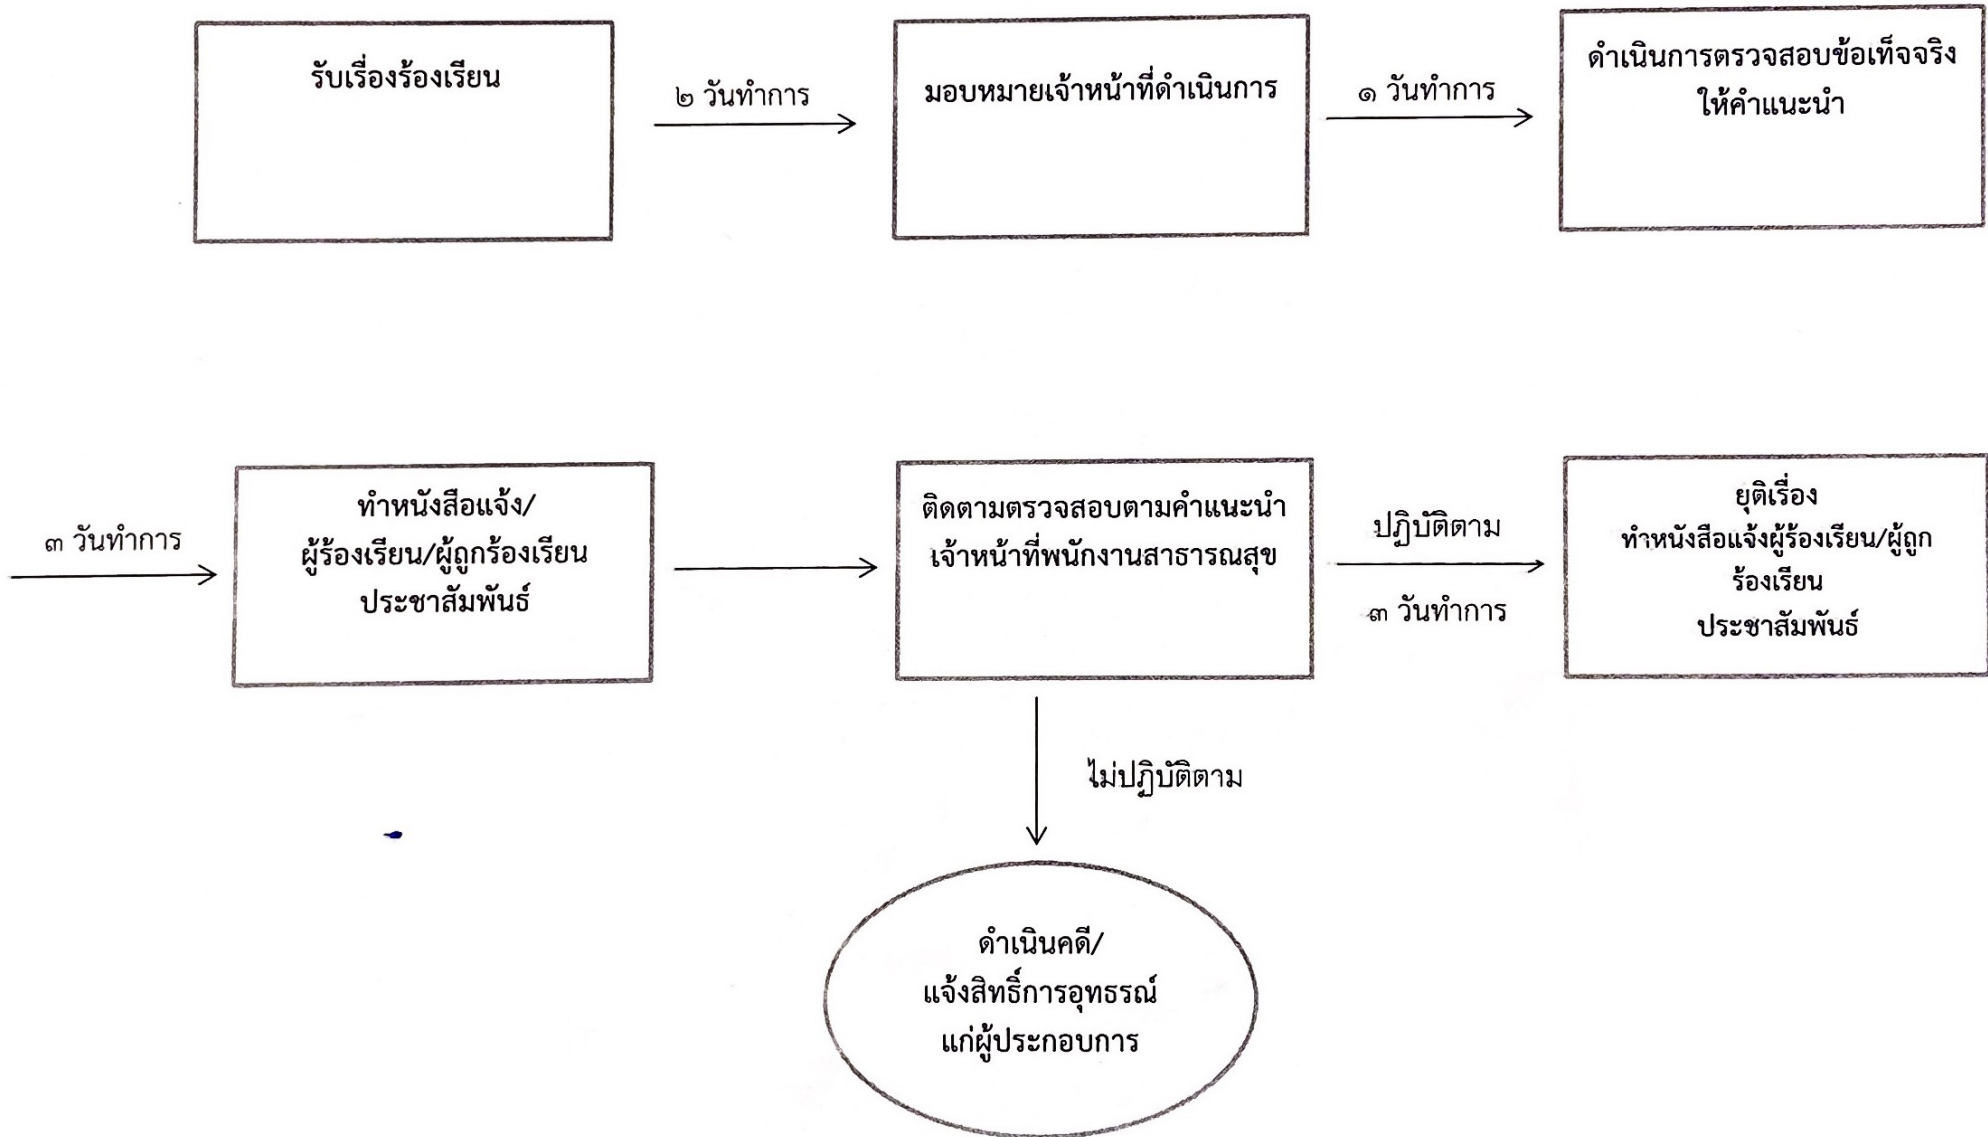 รับเรื่องร้องเรียน
๒ วันทำการ
มอบหมายเจ้าหน้าที่ดำเนินการ
๑ วันทำการ
ดำเนินการตรวจสอบข้อเท็จจริง
ให้คำแนะนำ
๓ วันทำการ
ทำหนังสือแจ้ง/
ผู้ร้องเรียน/ผู้ถูกร้องเรียน
ประชาสัมพันธ์
ติดตามตรวจสอบตามคำแนะนำ
เจ้าหน้าที่พนักงานสาธารณสุข
ปฏิบัติตาม
๓ วันทำการ
ยุติเรื่อง
ทำหนังสือแจ้งผู้ร้องเรียน/ผู้ถูก
ร้องเรียน
ประชาสัมพันธ์
ไม่ปฏิบัติตาม
ดำเนินคดี/
แจ้งสิทธิ์การอุทธรณ์
แก่ผู้ประกอบการ